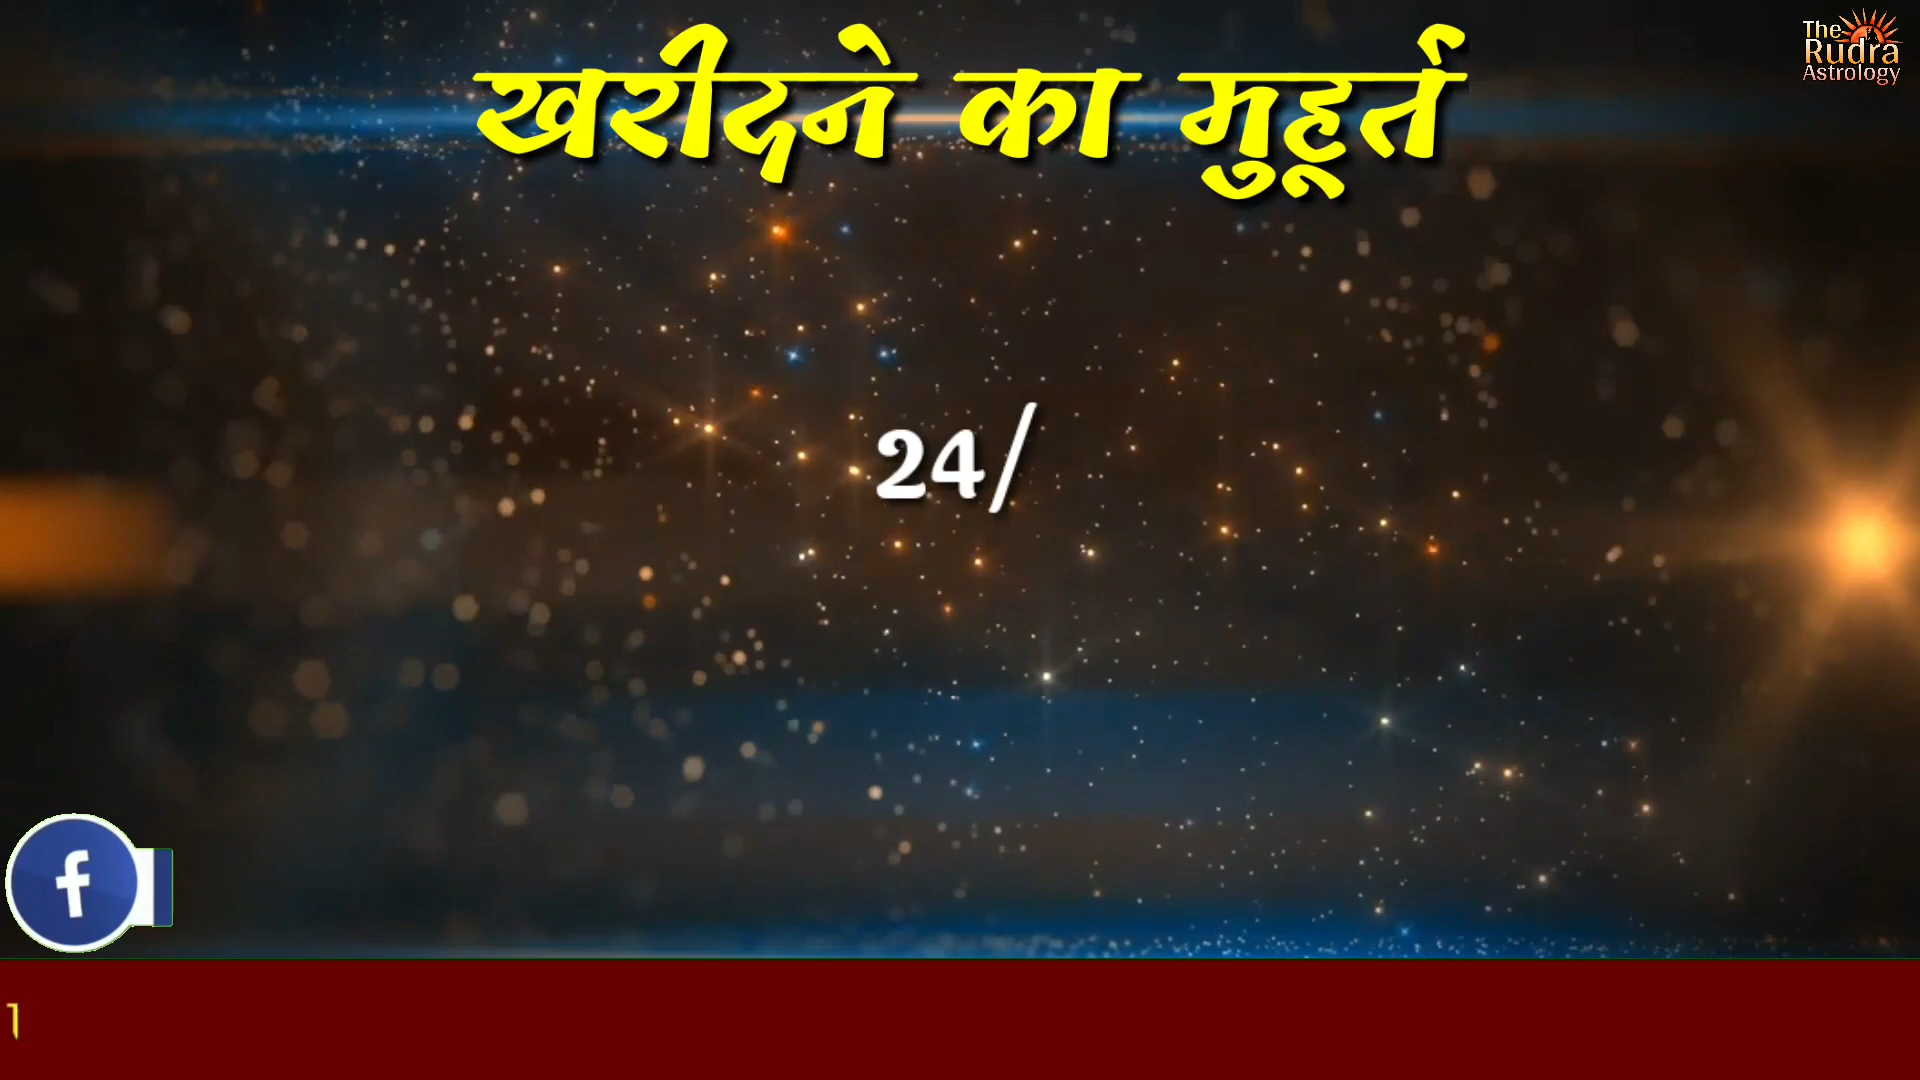 खरीदने का मुहूर्त
The
Rudra
Astrology
24/
f